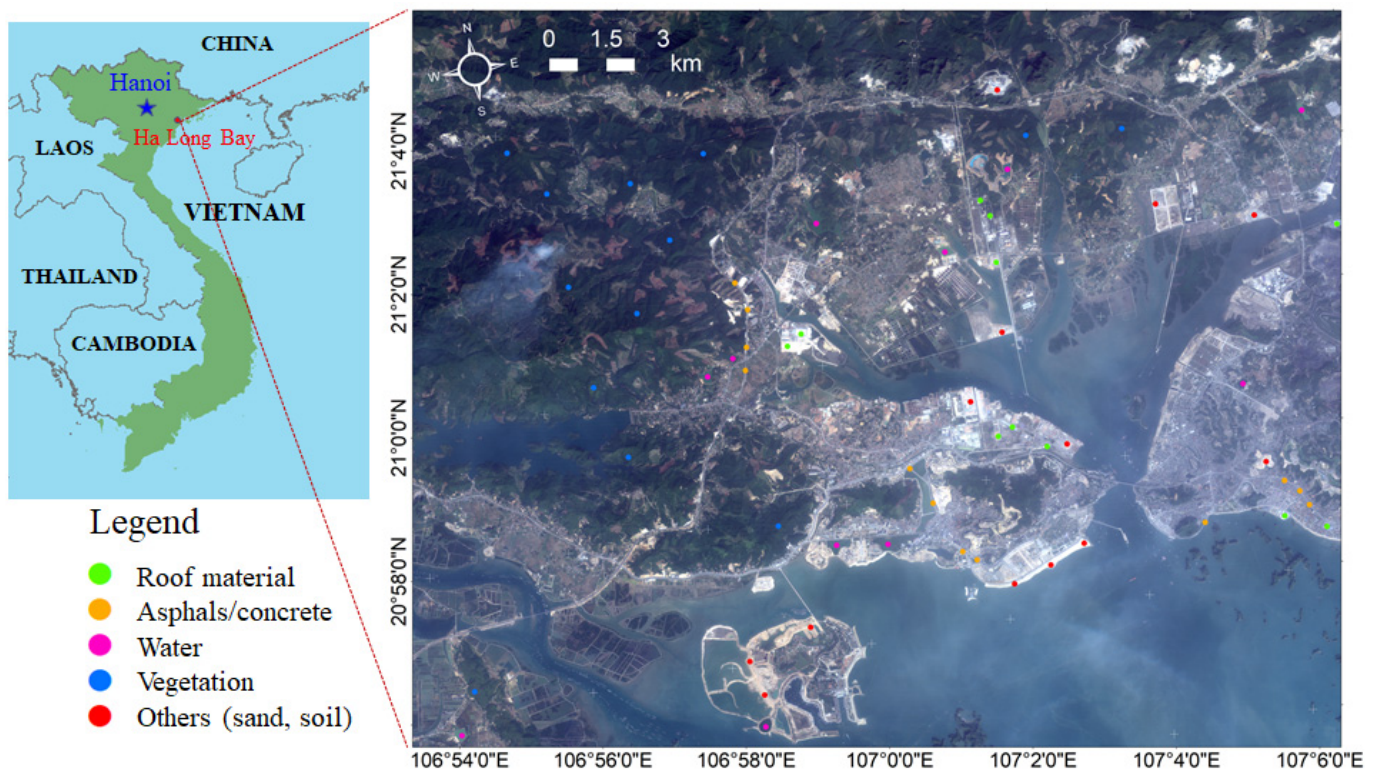 CHINA
Hanoi
Ha Long Bay
LAOS
VIETNAM
THAILAND
CAMBODIA
Legend
Roof material
Asphals/concrete
Water
Vegetation
Others (sand, soil)
N
W E
S
0 1.5 3
km
21°4'0"N
21°2'0"N
21°0'0"N
20°58'0"N
106°54'0"E 106°56'0"E 106°58'0"E 107°0'0"E 107°2'0"E 107°4'0"E 107°6'0"E